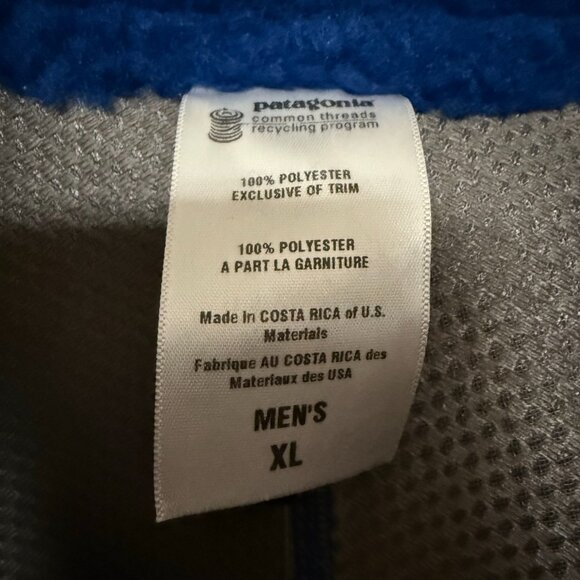 patagonia
common threads
recycling program
100% POLYESTER
EXCLUSIVE OF TRIM
100% POLYESTER
A PART LA GARNITURE
Made in COSTA RICA of U.S.
Materials
Fabrique AU COSTA RICA des
Materiaux des USA
MEN'S
XL